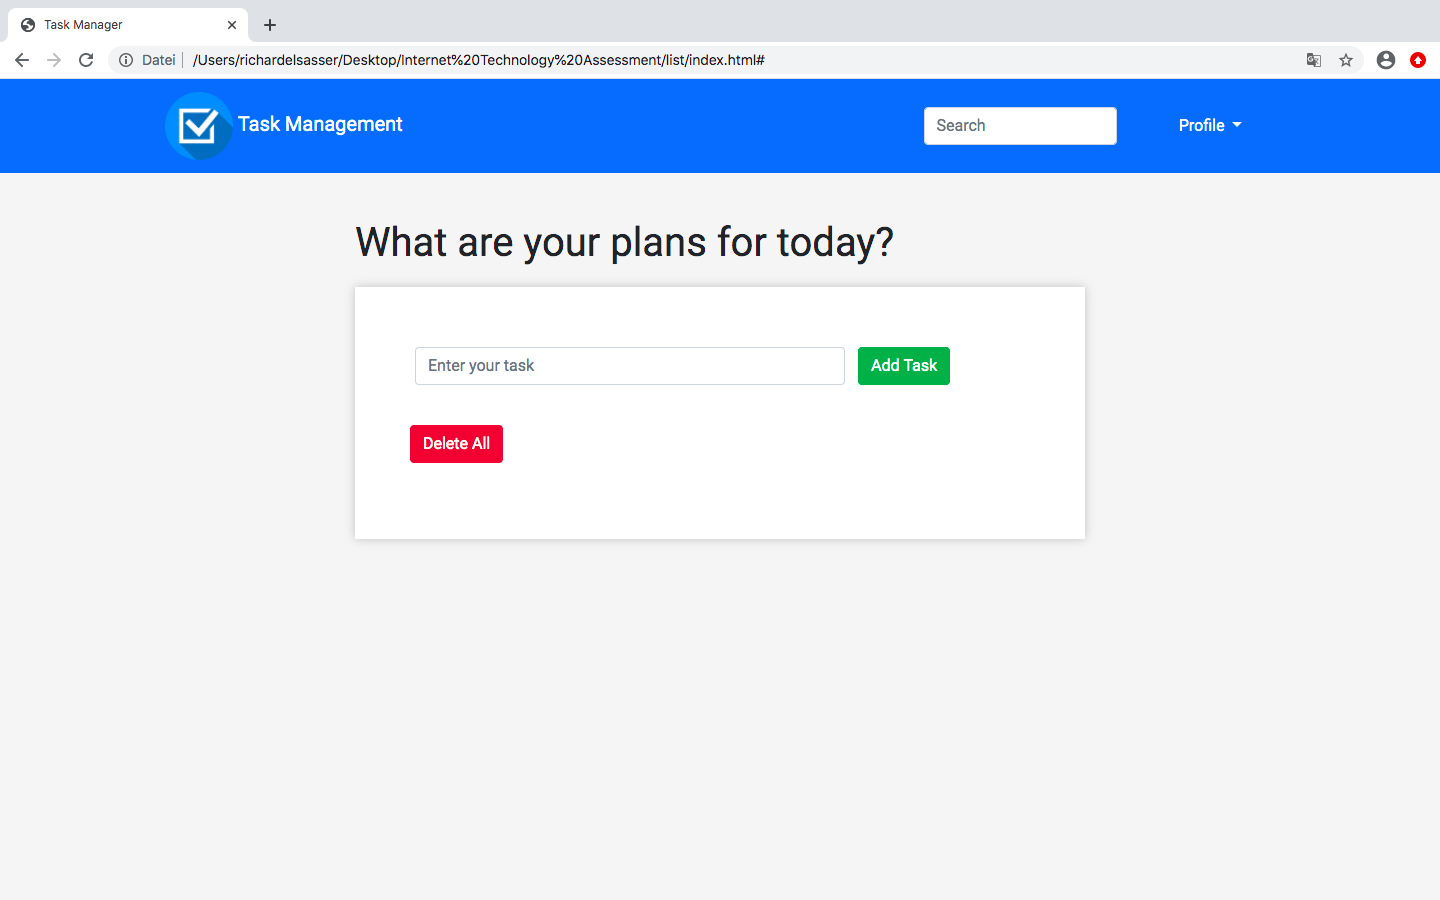 Task Manager
Datei
/Users/richardelsasser/Desktop/Internet%20Technology%20Assessment/list/index.html#
Task Management
Search
Profile
What are your plans for today?
Enter your task
Add Task
Delete All